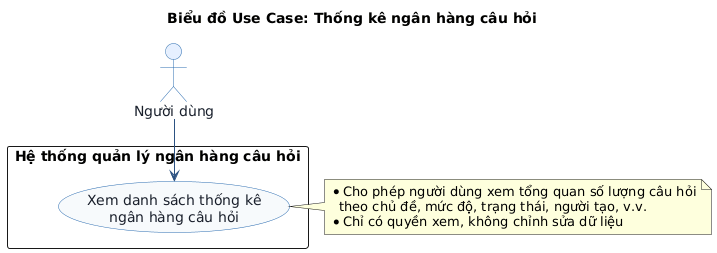 Biểu đồ Use Case: Thống kê ngân hàng câu hỏi
Người dùng
Hệ thống quản lý ngân hàng câu hỏi
Xem danh sách thống kê
ngân hàng câu hỏi
• Cho phép người dùng xem tổng quan số lượng câu hỏi
theo chủ đề, mức độ, trạng thái, người tạo, v.v.
• Chỉ có quyền xem, không chỉnh sửa dữ liệu